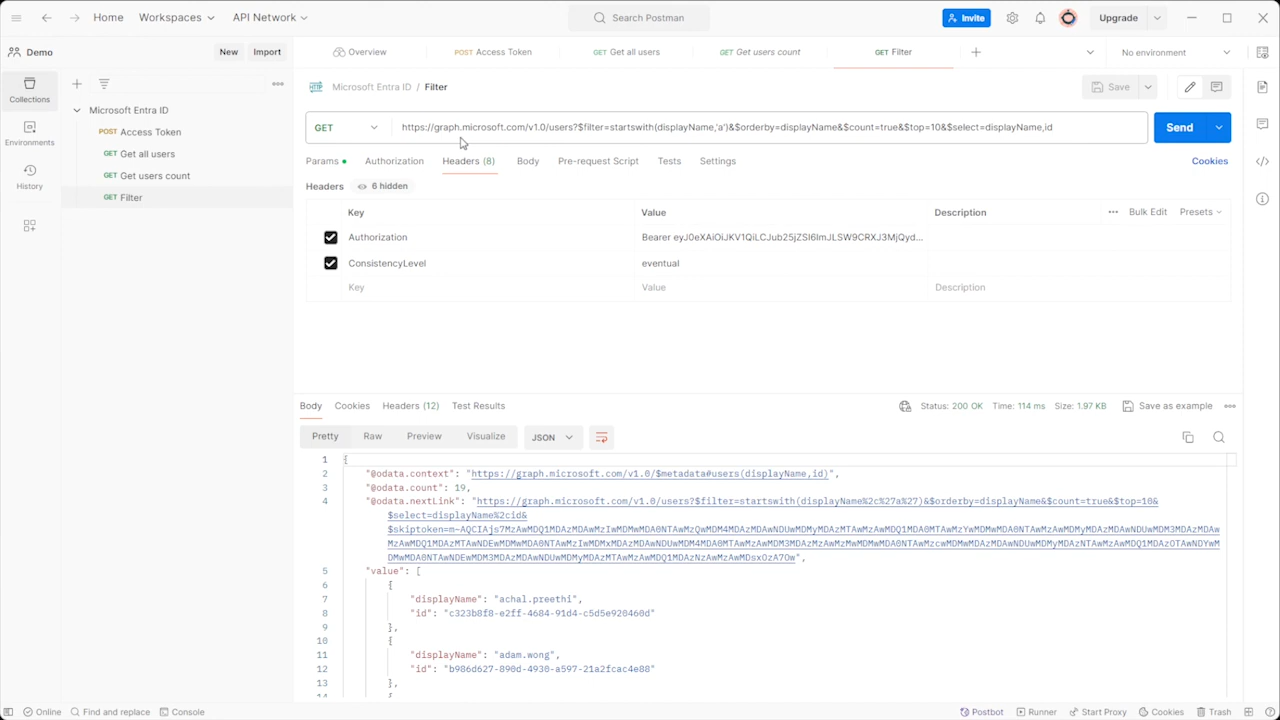 Home Workspaces API Network Search Postman Invite Upgrade
Demo New Import Overview POST Access Token GET Get all users GET Get users count GET Filter No environment
Collections
Environments
History
Microsoft Entra ID
POST Access Token
GET Get all users
GET Get users count
GET Filter
HTTP Microsoft Entra ID / Filter Save
GET https://graph.microsoft.com/v1.0/users?$filter=startswith(displayName,'a')&$orderby=displayName&$count=true&$top=10&$select=displayName,id Send
Params Authorization Headers (8) Body Pre-request Script Tests Settings Cookies
Headers 6 hidden
Key Value Description Bulk Edit Presets
Authorization Bearer
ConsistencyLevel eventual
Key Value Description
Body Cookies Headers (12) Test Results Status: 200 OK Time: 114 ms Size: 1.97 KB Save as example
Pretty Raw Preview Visualize JSON
1 {
2 "@odata.context": "https://graph.microsoft.com/v1.0/$metadata#users(displayName,id)",
3 "@odata.count": 19,
4 "@odata.nextLink": "https://graph.microsoft.com/v1.0/users?$filter=startswith(displayName%2c%27a%27)&$orderby=displayName&$count=true&$top=10&
$select=displayName%2cid&
5 "value": [
6 {
7 "displayName": "achal.preethi",
8 "id": "c323b8f8-e2ff-4684-91d4-c5d5e920460d"
9 },
10 {
11 "displayName": "adam.wong",
12 "id": "b986d627-890d-4930-a597-21a2fcac4e88"
13 },
14 {
Online Find and replace Console Postbot Runner Start Proxy Cookies Trash